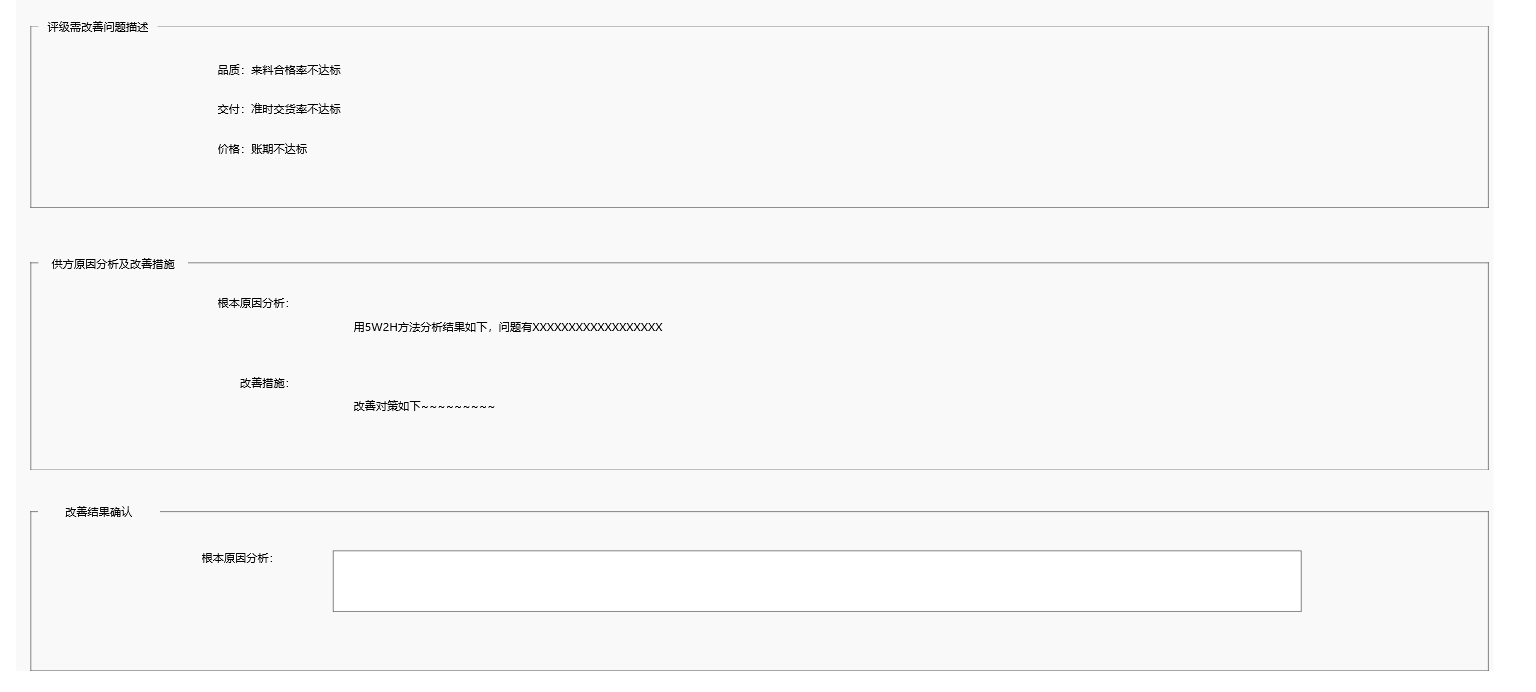 评级需改善问题描述
品质：来料合格率不达标
交付：准时交货率不达标
价格：账期不达标
供方原因分析及改善措施
根本原因分析：
用5W2H方法分析结果如下，问题有XXXXXXXXXXXXXXXXXX
改善措施：
改善对策如下~~~~~~~~~
改善结果确认
根本原因分析：